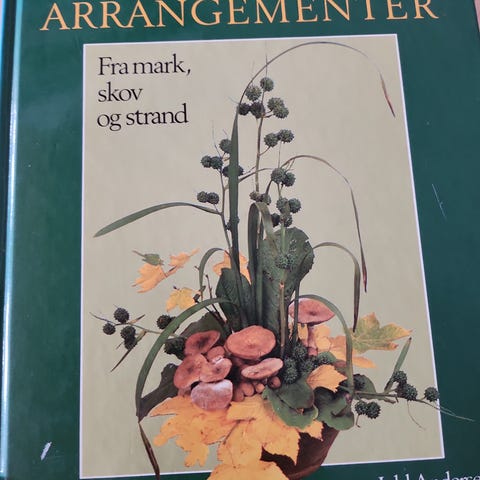 ARRANGEMENTER
Fra mark,
skov
og strand